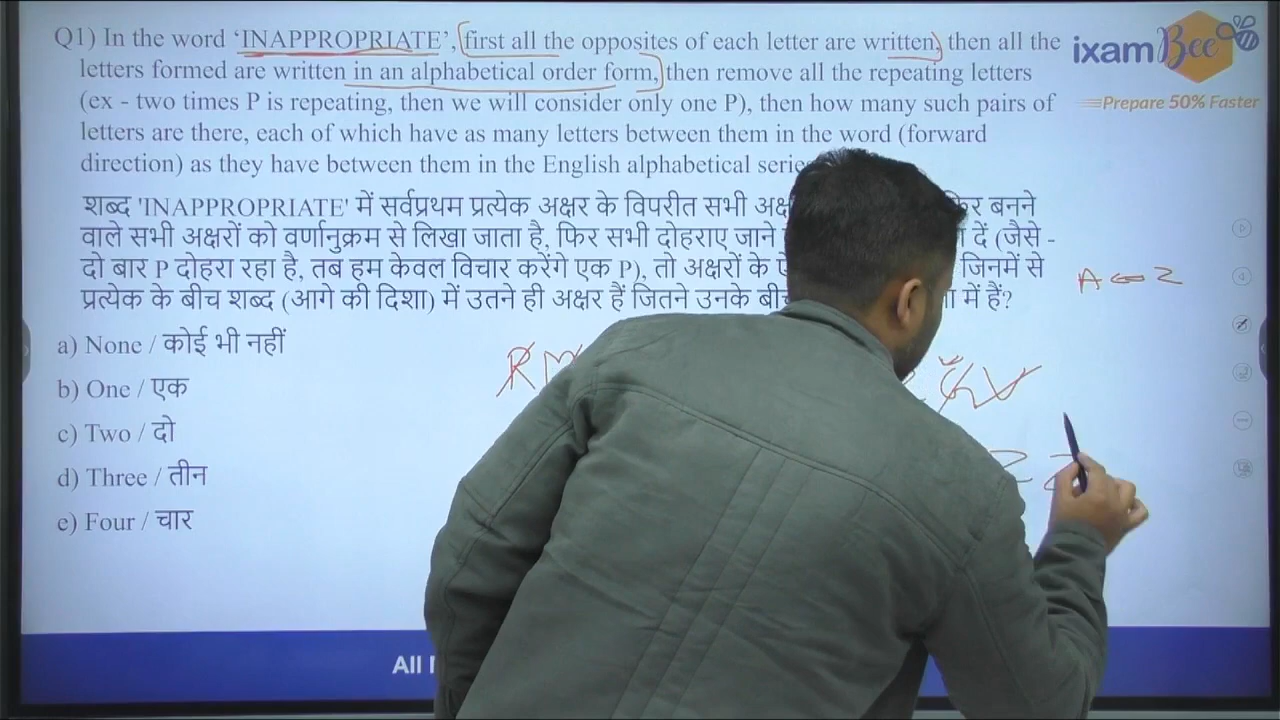 Q1) In the word ‘INAPPROPRIATE’, first all the opposites of each letter are written, then all the
letters formed are written in an alphabetical order form, then remove all the repeating letters
(ex - two times P is repeating, then we will consider only one P), then how many such pairs of
letters are there, each of which have as many letters between them in the word (forward
direction) as they have between them in the English alphabetical
ixamBee
Prepare 50% Faster
शब्द 'INAPPROPRIATE' में सर्वप्रथम प्रत्येक अक्षर के विपरीत सभी बनने
वाले सभी अक्षरों को वर्णानुक्रम से लिखा जाता है, फिर सभी दोहराए जाने दें (जैसे -
दो बार P दोहरा रहा है, तब हम केवल विचार करेंगे एक P), तो अक्षरों के जिनमें से
प्रत्येक के बीच शब्द (आगे की दिशा) में उतने ही अक्षर हैं जितने उनके में हैं?
A ⇔ Z
a) None / कोई भी नहीं
b) One / एक
c) Two / दो
d) Three / तीन
e) Four / चार
R M G V
Z Z
All